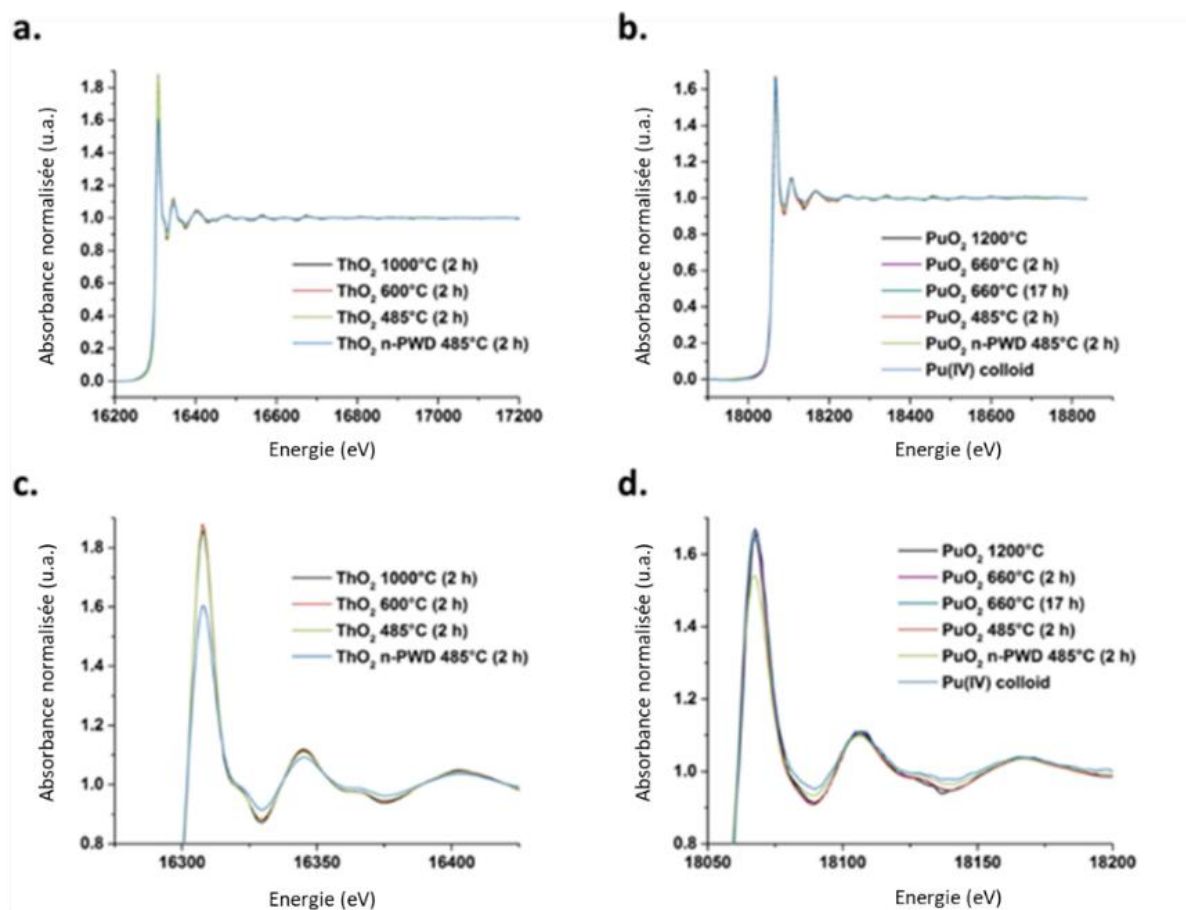 a.
Absorbance normalisée (u.a.)
1.8
1.6
1.4
1.2
1.0
0.8
0.6
0.4
0.2
0.0
ThO2 1000°C (2 h)
ThO2 600°C (2 h)
ThO2 485°C (2 h)
ThO2 n-PWD 485°C (2 h)
16200 16400 16600 16800 17000 17200
Energie (eV)
b.
Absorbance normalisée (u.a.)
1.6
1.4
1.2
1.0
0.8
0.6
0.4
0.2
0.0
PuO2 1200°C
PuO2 660°C (2 h)
PuO2 660°C (17 h)
PuO2 485°C (2 h)
PuO2 n-PWD 485°C (2 h)
Pu(IV) colloid
18000 18200 18400 18600 18800
Energie (eV)
c.
Absorbance normalisée (u.a.)
1.8
1.6
1.4
1.2
1.0
0.8
ThO2 1000°C (2 h)
ThO2 600°C (2 h)
ThO2 485°C (2 h)
ThO2 n-PWD 485°C (2 h)
16300 16350 16400
Energie (eV)
d.
Absorbance normalisée (u.a.)
1.6
1.4
1.2
1.0
0.8
PuO2 1200°C
PuO2 660°C (2 h)
PuO2 660°C (17 h)
PuO2 485°C (2 h)
PuO2 n-PWD 485°C (2 h)
Pu(IV) colloid
18050 18100 18150 18200
Energie (eV)